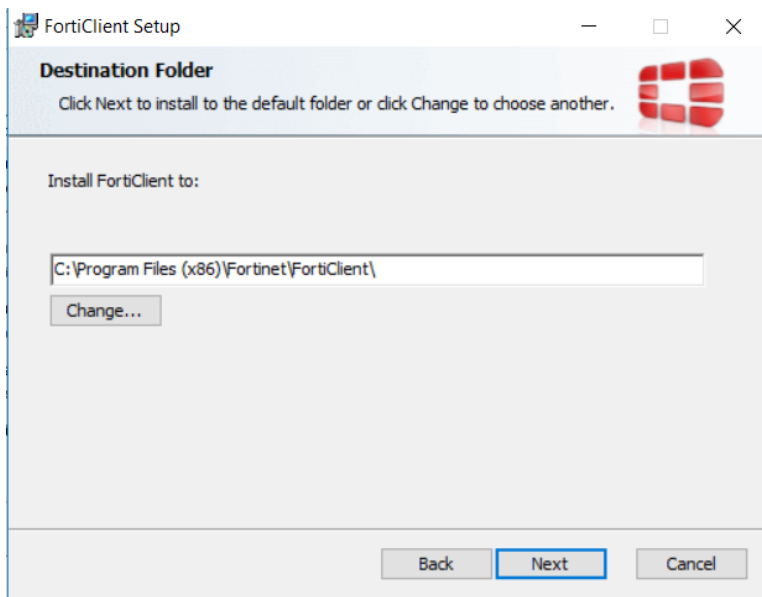 FortiClient Setup
Destination Folder
Click Next to install to the default folder or click Change to choose another.
Install FortiClient to:
C:\Program Files (x86)\Fortinet\FortiClient\
Change...
Back Next Cancel